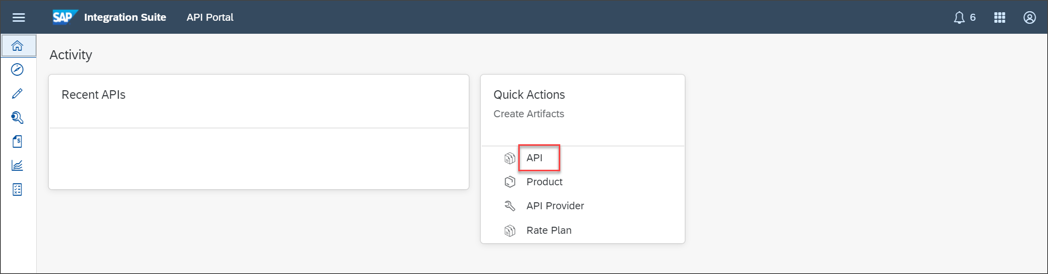 SAP Integration Suite API Portal 6
Activity
Recent APIs
Quick Actions
Create Artifacts
API
Product
API Provider
Rate Plan